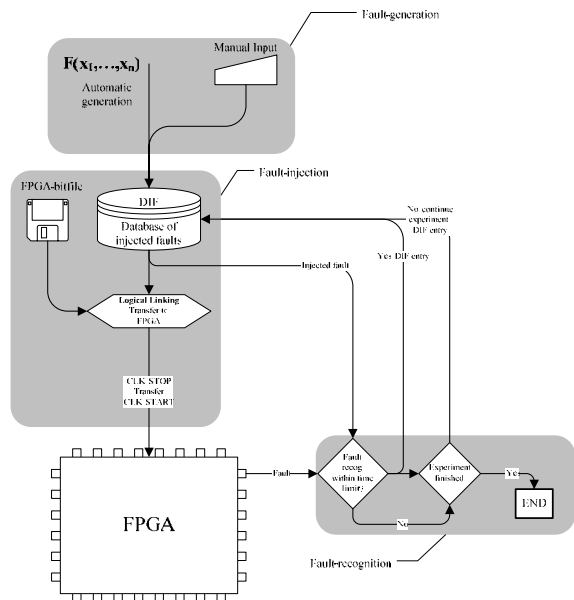 Fault-generation
Manual Input
F(x1,…,xn)
Automatic
generation
Fault-injection
FPGA-bitfile
DIF
Database of
injected faults
No continue
experiment
DIF entry
Yes DIF entry
Injected fault
Logical Linking
Transfer to
FPGA
CLK STOP
Transfer
CLK START
Fault
Fault
recog
within time
limit?
Experiment
finished
Yes
END
No
FPGA
Fault-recognition